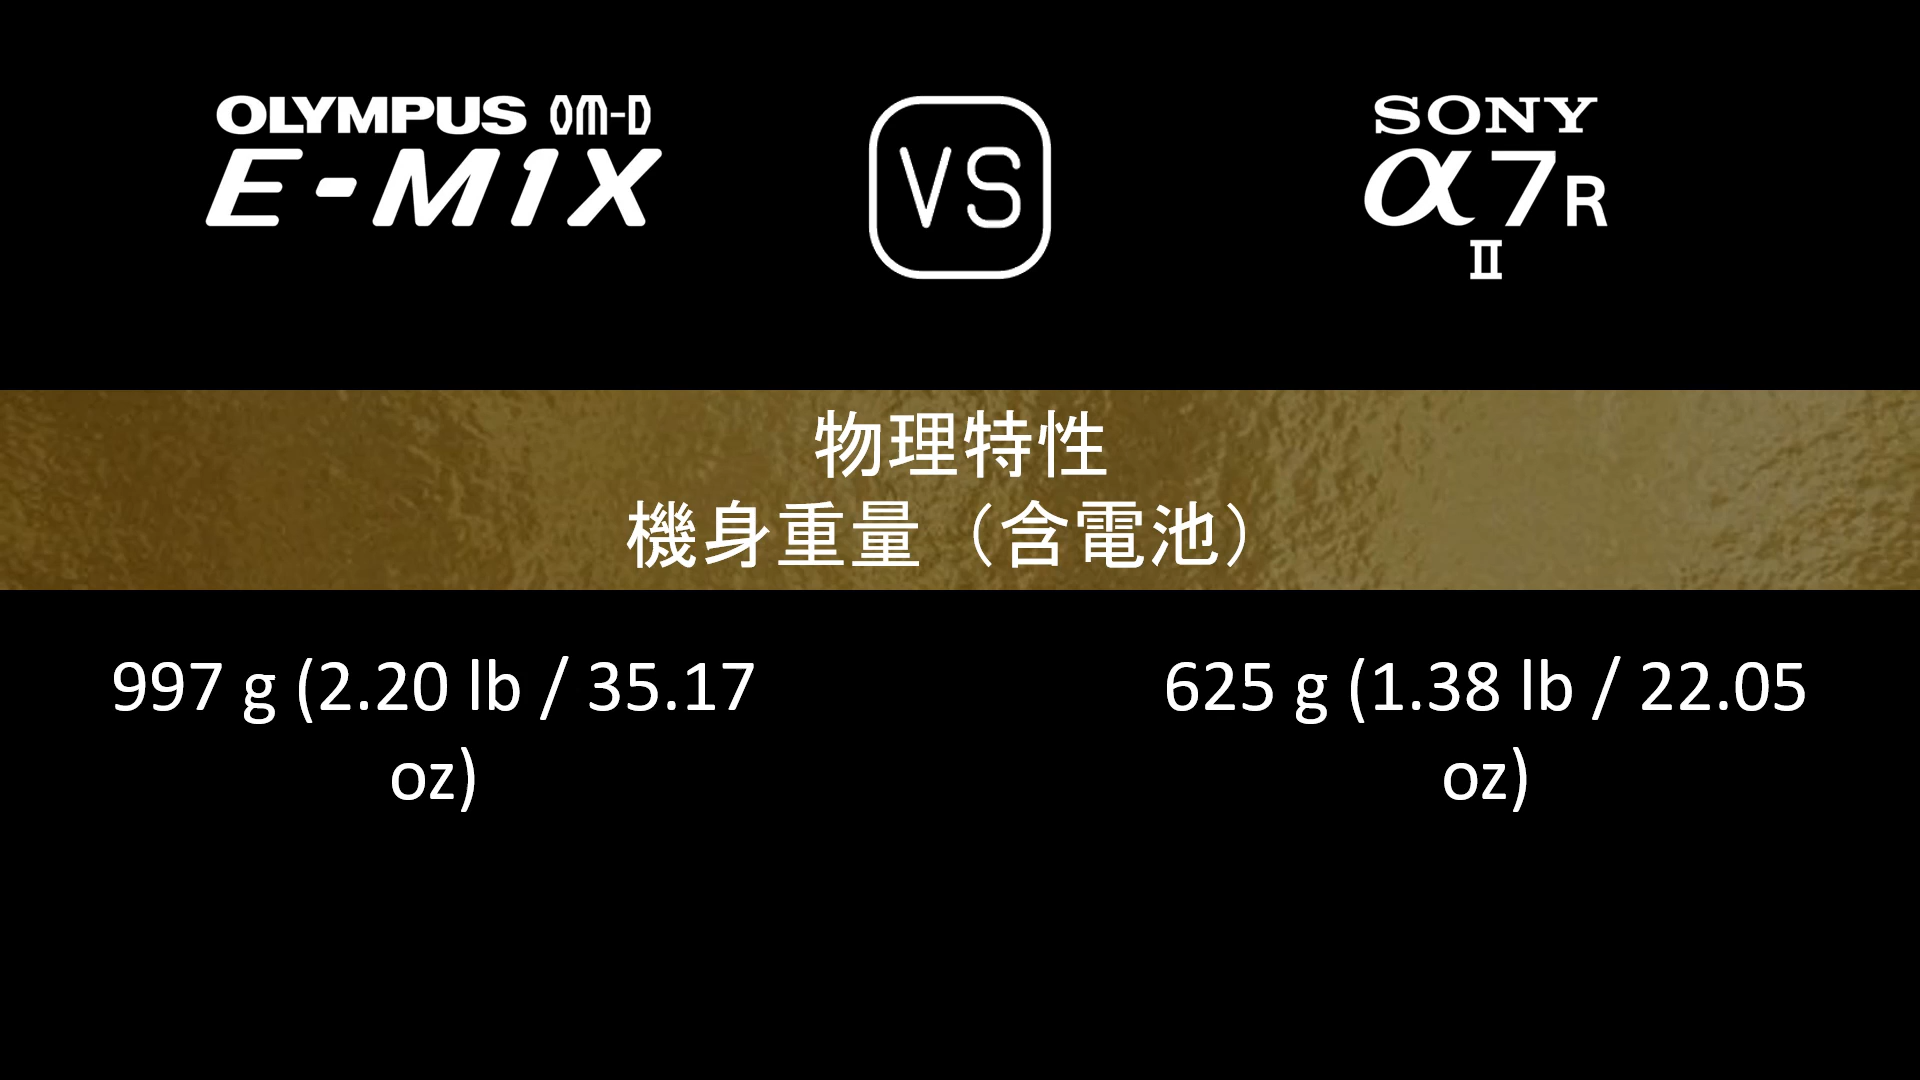 OLYMPUS OM-D
E-M1X
VS
SONY
α7R
II
物理特性
機身重量（含電池）
997 g (2.20 lb / 35.17
oz)
625 g (1.38 lb / 22.05
oz)